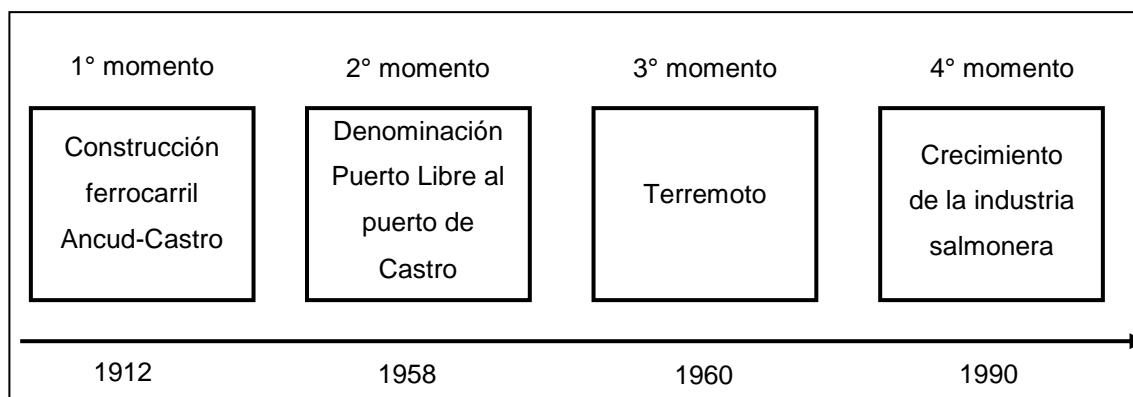 1° momento
2° momento
3° momento
4° momento
Construcción
ferrocarril
Ancud-Castro
Denominación
Puerto Libre al
puerto de
Castro
Terremoto
Crecimiento
de la industria
salmonera
1912
1958
1960
1990